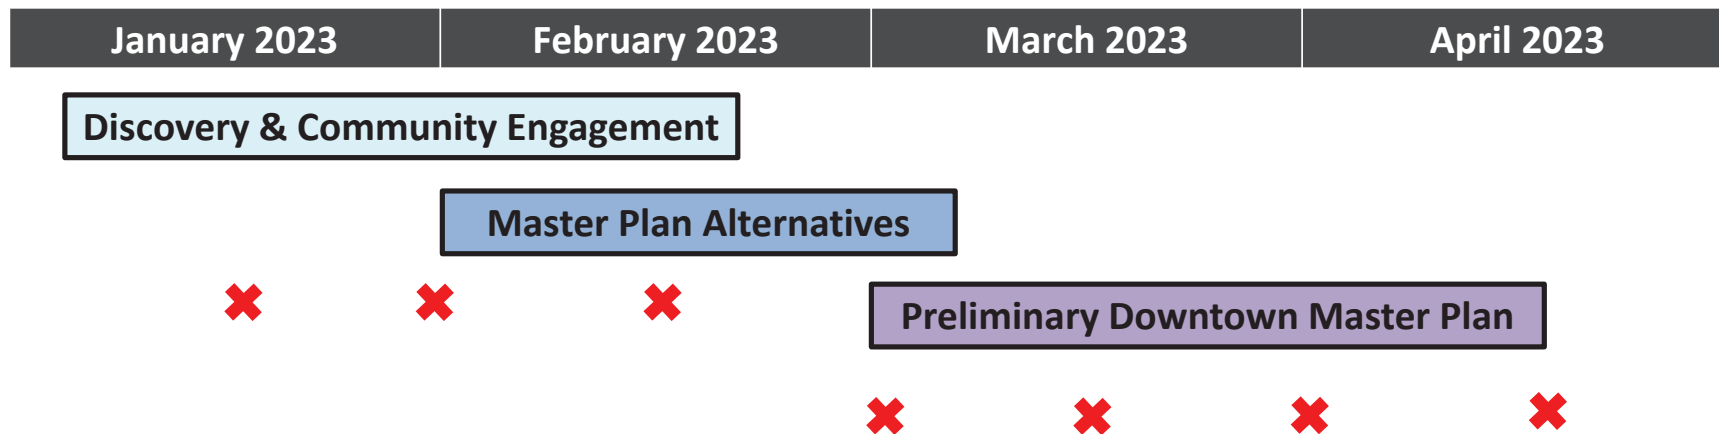 January 2023 February 2023 March 2023 April 2023
Discovery & Community Engagement
Master Plan Alternatives
Preliminary Downtown Master Plan